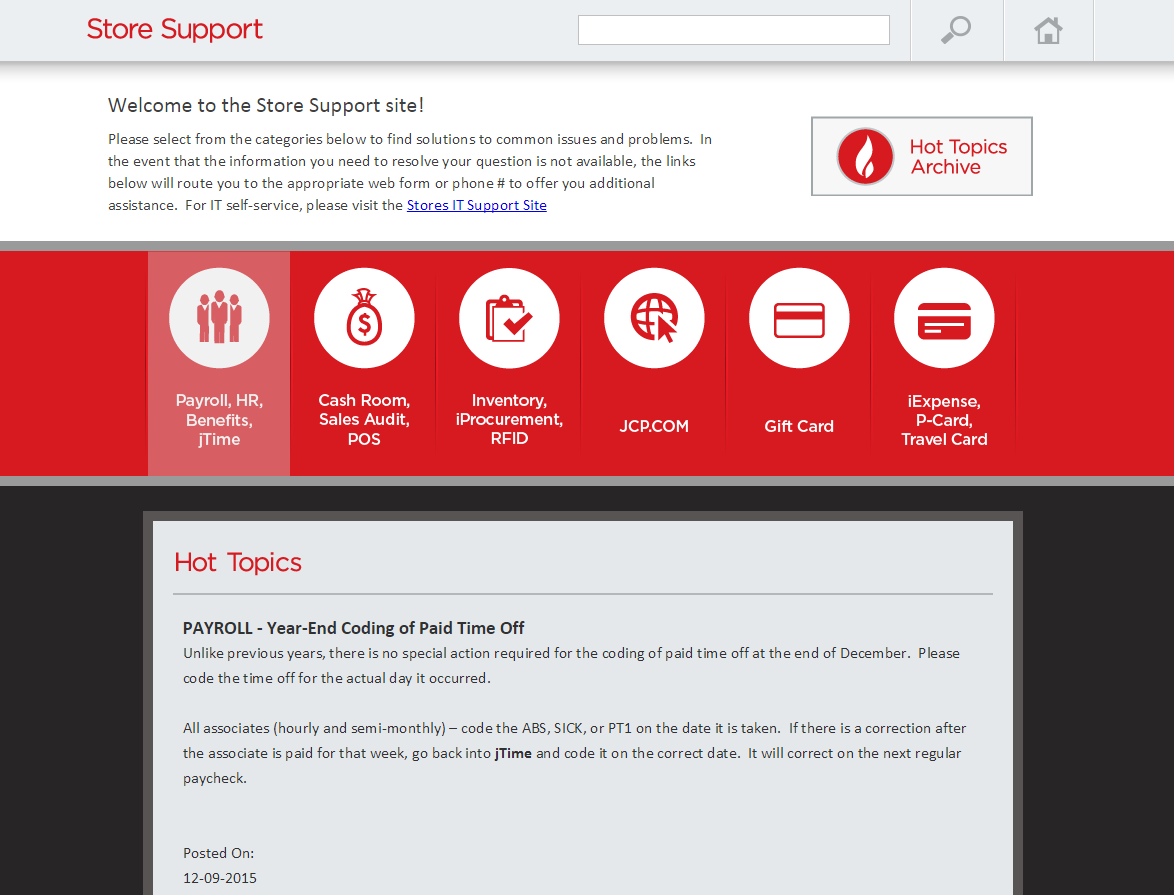 Store Support
Welcome to the Store Support site!
Please select from the categories below to find solutions to common issues and problems.  In
the event that the information you need to resolve your question is not available, the links
below will route you to the appropriate web form or phone # to offer you additional
assistance.  For IT self-service, please visit the Stores IT Support Site
Hot Topics
Archive
Payroll, HR,
Benefits,
jTime
Cash Room,
Sales Audit,
POS
Inventory,
iProcurement,
RFID
JCP.COM
Gift Card
iExpense,
P-Card,
Travel Card
Hot Topics
PAYROLL - Year-End Coding of Paid Time Off
Unlike previous years, there is no special action required for the coding of paid time off at the end of December.  Please
code the time off for the actual day it occurred.
All associates (hourly and semi-monthly) – code the ABS, SICK, or PT1 on the date it is taken.  If there is a correction after
the associate is paid for that week, go back into jTime and code it on the correct date.  It will correct on the next regular
paycheck.
Posted On:
12-09-2015